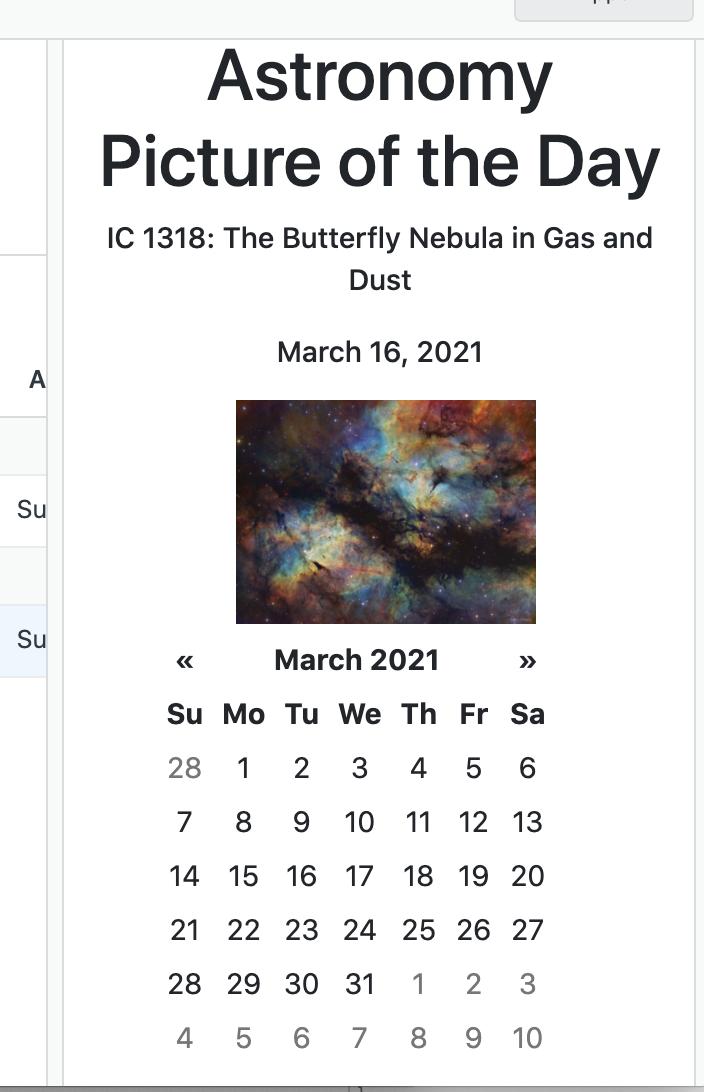 Astronomy
Picture of the Day
IC 1318: The Butterfly Nebula in Gas and
Dust
March 16, 2021
A
Su
Su
« March 2021 »
Su Mo Tu We Th Fr Sa
28 1 2 3 4 5 6
7 8 9 10 11 12 13
14 15 16 17 18 19 20
21 22 23 24 25 26 27
28 29 30 31 1 2 3
4 5 6 7 8 9 10